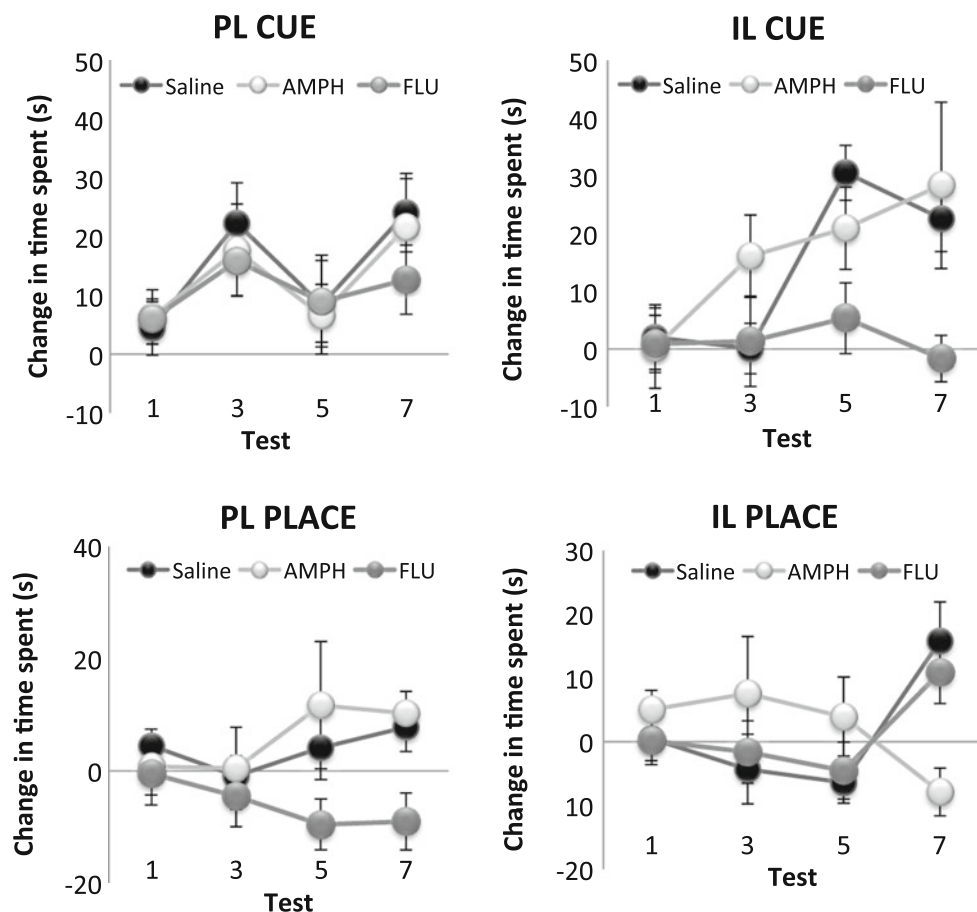 PL CUE
50
40
30
20
10
0
-10
Change in time spent (s)
Saline AMPH FLU
1 3 5 7
Test
IL CUE
50
40
30
20
10
0
-10
Change in time spent (s)
Saline AMPH FLU
1 3 5 7
Test
PL PLACE
40
20
0
-20
Change in time spent (s)
Saline AMPH FLU
1 3 5 7
Test
IL PLACE
30
20
10
0
10
-20
Change in time spent (s)
Saline AMPH FLU
1 3 5 7
Test